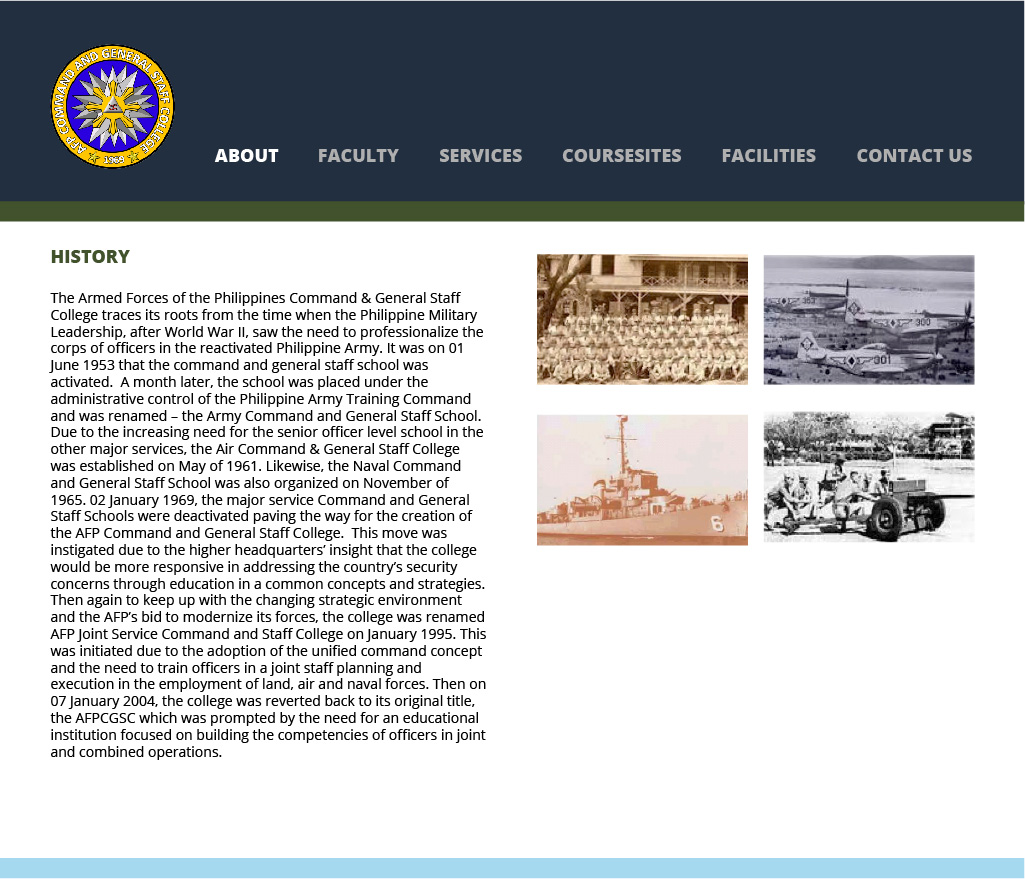 AFP COMMAND AND GENERAL STAFF COLLEGE
1969
ABOUT FACULTY SERVICES COURSESITES FACILITIES CONTACT US
HISTORY
The Armed Forces of the Philippines Command & General Staff
College traces its roots from the time when the Philippine Military
Leadership, after World War II, saw the need to professionalize the
corps of officers in the reactivated Philippine Army. It was on 01
June 1953 that the command and general staff school was
activated.  A month later, the school was placed under the
administrative control of the Philippine Army Training Command
and was renamed – the Army Command and General Staff School.
Due to the increasing need for the senior officer level school in the
other major services, the Air Command & General Staff College
was established on May of 1961. Likewise, the Naval Command
and General Staff School was also organized on November of
1965. 02 January 1969, the major service Command and General
Staff Schools were deactivated paving the way for the creation of
the AFP Command and General Staff College.  This move was
instigated due to the higher headquarters’ insight that the college
would be more responsive in addressing the country’s security
concerns through education in a common concepts and strategies.
Then again to keep up with the changing strategic environment
and the AFP’s bid to modernize its forces, the college was renamed
AFP Joint Service Command and Staff College on January 1995. This
was initiated due to the adoption of the unified command concept
and the need to train officers in a joint staff planning and
execution in the employment of land, air and naval forces. Then on
07 January 2004, the college was reverted back to its original title,
the AFPCGSC which was prompted by the need for an educational
institution focused on building the competencies of officers in joint
and combined operations.
300
301
6